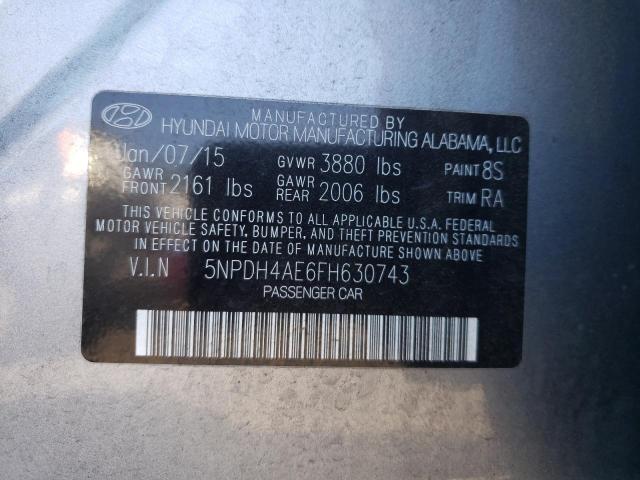 MANUFACTURED BY
HYUNDAI MOTOR MANUFACTURING ALABAMA, LLC
Jan/07/15 GVWR 3880 lbs PAINT 8S
GAWR FRONT 2161 lbs GAWR REAR 2006 lbs TRIM RA
THIS VEHICLE CONFORMS TO ALL APPLICABLE U.S.A. FEDERAL
MOTOR VEHICLE SAFETY, BUMPER, AND THEFT STANDARDS
IN EFFECT ON THE DATE OF MANUFACTURE SHOWN ABOVE
V.I.N 5NPDH4AE6FH630743
PASSENGER CAR